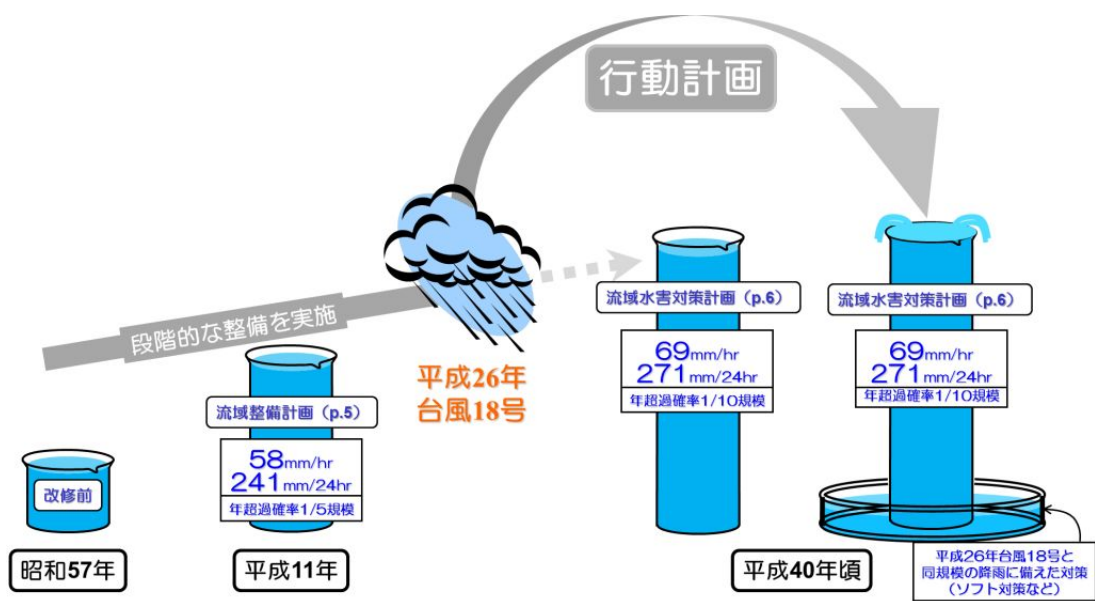 行動計画
段階的な整備を実施
平成26年
台風18号
改修前
昭和57年
流域整備計画（p.5）
58mm/hr
241mm/24hr
年超過確率1/5規模
平成11年
流域水害対策計画（p.6）
69mm/hr
271mm/24hr
年超過確率1/10規模
流域水害対策計画（p.6）
69mm/hr
271mm/24hr
年超過確率1/10規模
平成40年頃
平成26年台風18号と
同規模の降雨に備えた対策
（ソフト対策など）